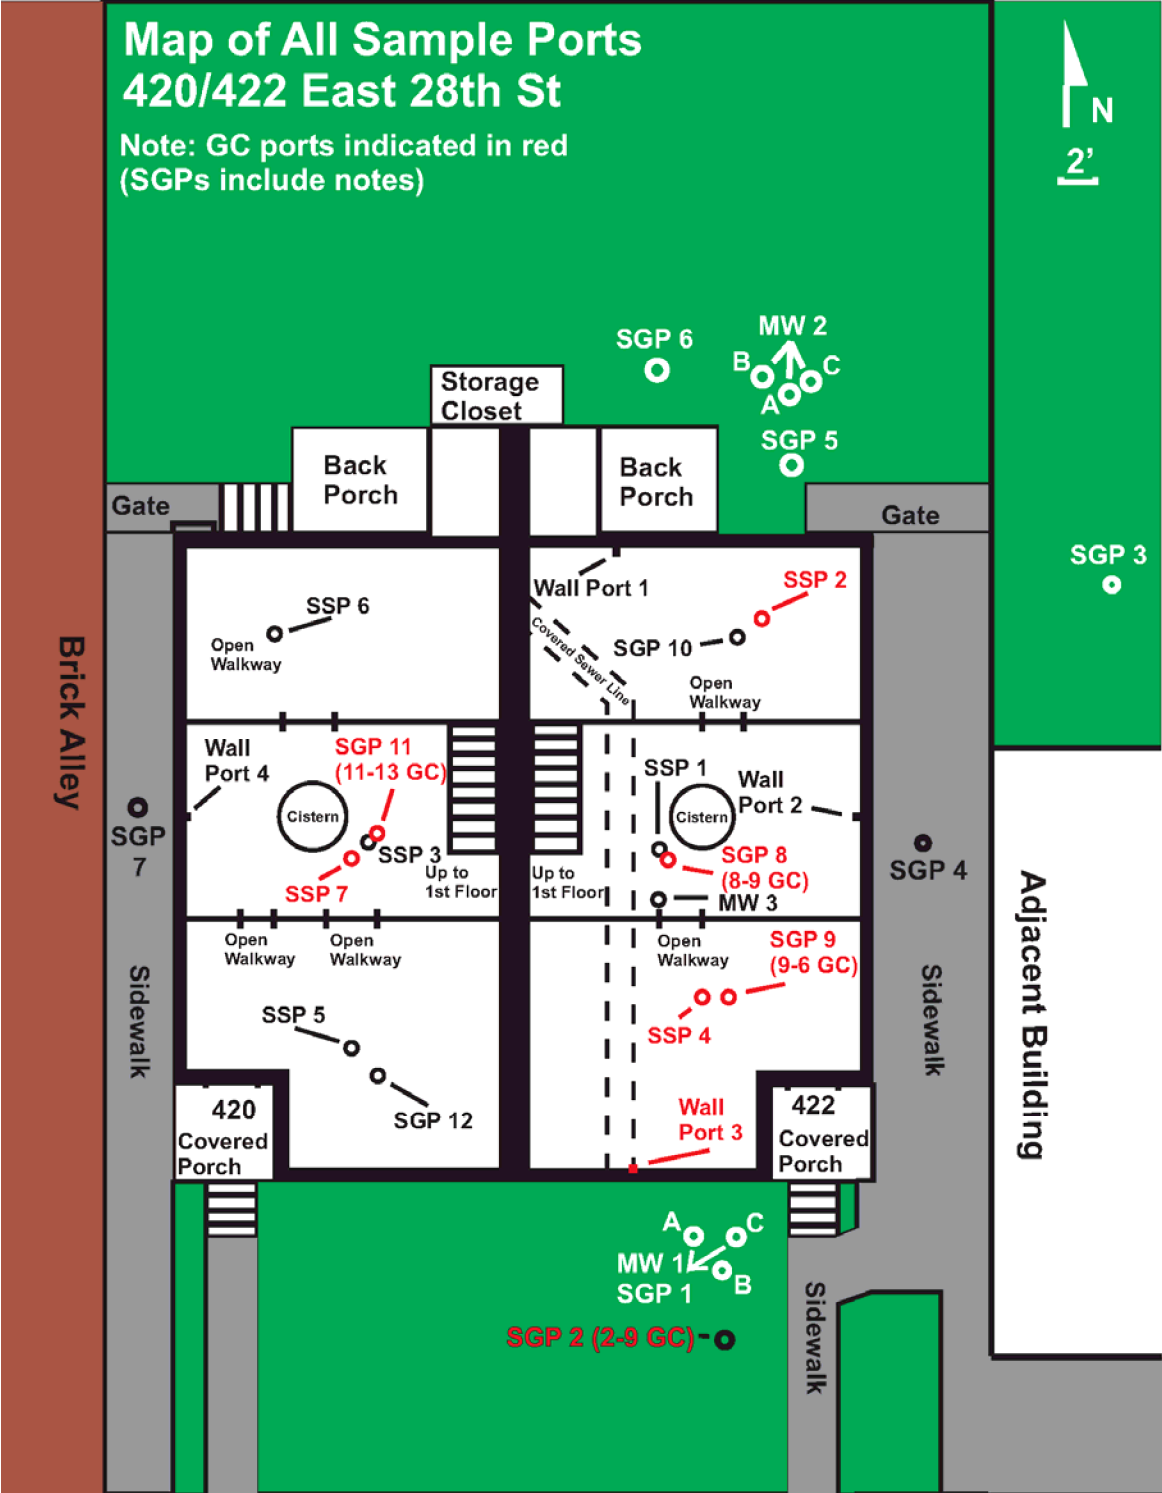 Map of All Sample Ports
420/422 East 28th St
Note: GC ports indicated in red
(SGPs include notes)
N
2'
MW 2
SGP 6
B
C
A
Storage
Closet
SGP 5
Back
Porch
Back
Porch
Gate
Gate
SGP 3
Wall Port 1
SSP 2
SSP 6
Open
Walkway
SGP 10
Covered Sewer Line
Open
Walkway
Brick Alley
Wall
Port 4
SGP 11
(11-13 GC)
SSP 1
Wall
Port 2
Cistern
Cistern
SGP
7
SSP 3
SSP 7
Up to
1st Floor
Up to
1st Floor
SGP 8
(8-9 GC)
SGP 4
MW 3
Open
Walkway
Open
Walkway
Open
Walkway
SGP 9
(9-6 GC)
Adjacent Building
Sidewalk
Sidewalk
SSP 5
SSP 4
SGP 12
420
Covered
Porch
Wall
Port 3
422
Covered
Porch
A
C
MW 1
SGP 1
B
SGP 2 (2-9 GC)
Sidewalk